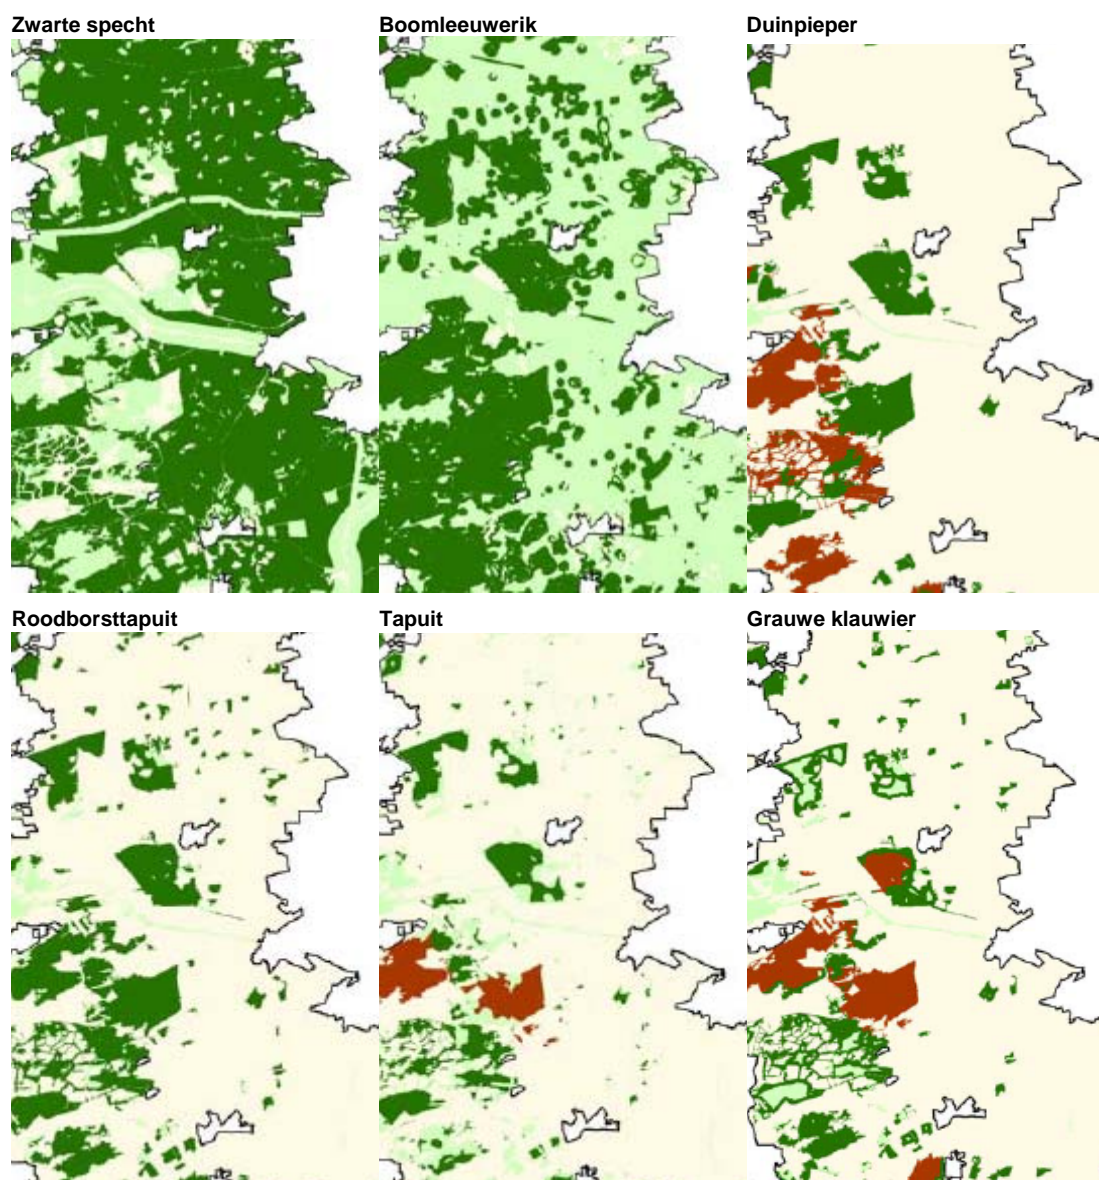 Zwarte specht
Boomleeuwerik
Duinpieper
Roodborsttapuit
Tapuit
Grauwe klauwier